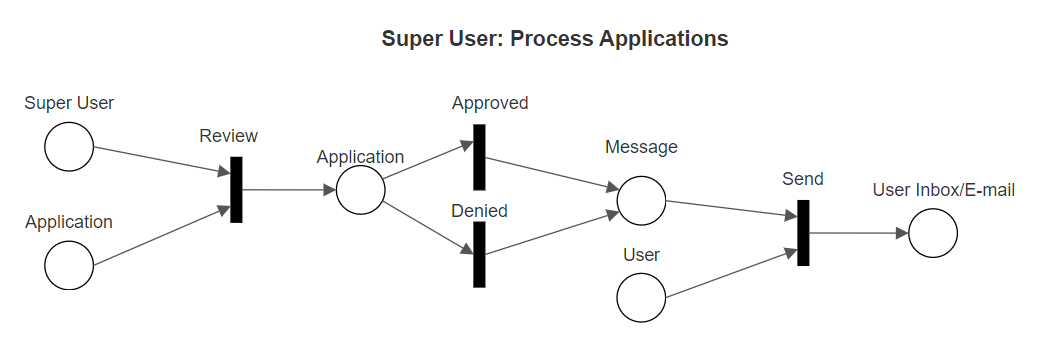 Super User: Process Applications
Super User
Review
Application
Application
Approved
Denied
Message
User
Send
User Inbox/E-mail